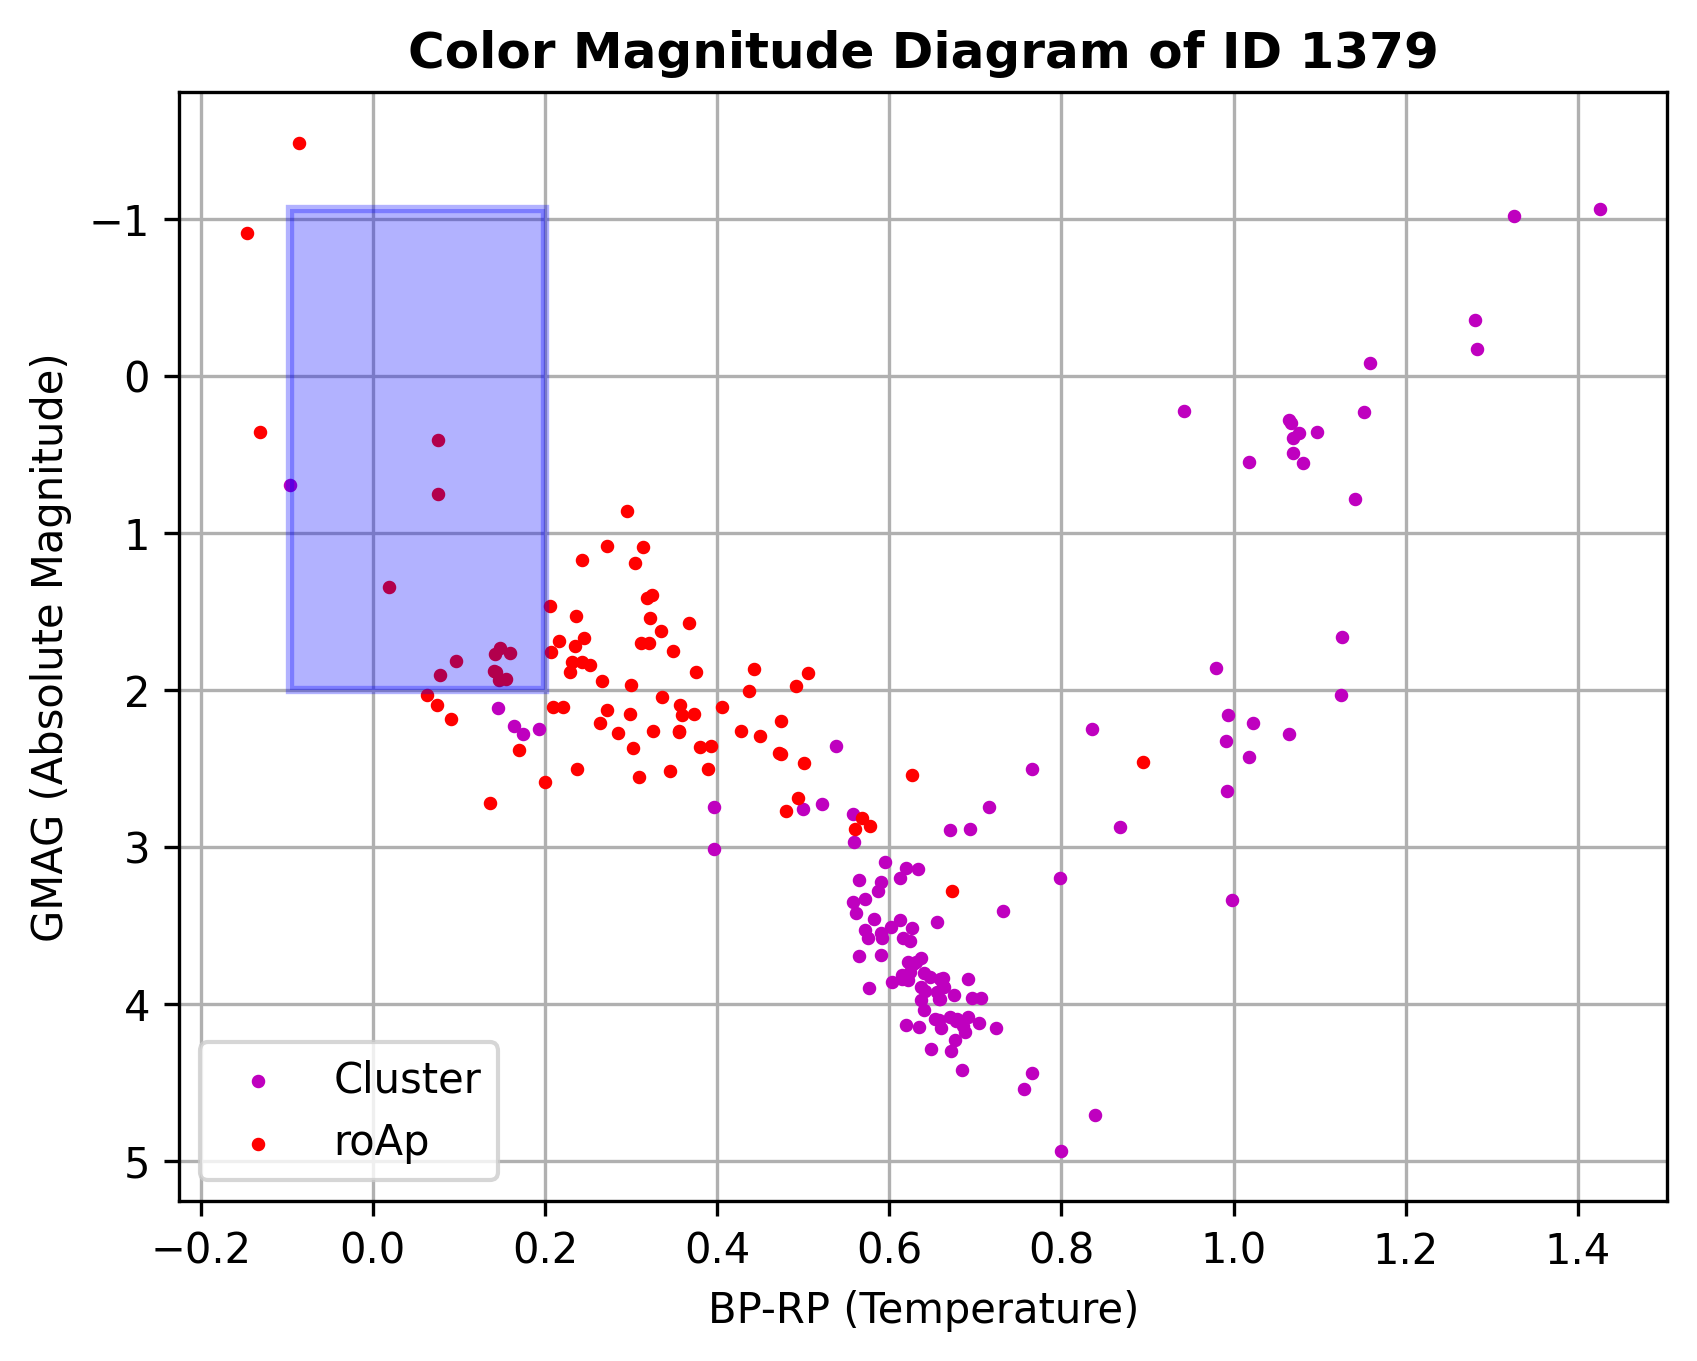 Color Magnitude Diagram of ID 1379
GMAG (Absolute Magnitude)
−1
0
1
2
3
4
5
Cluster
roAp
−0.2 0.0 0.2 0.4 0.6 0.8 1.0 1.2 1.4
BP-RP (Temperature)